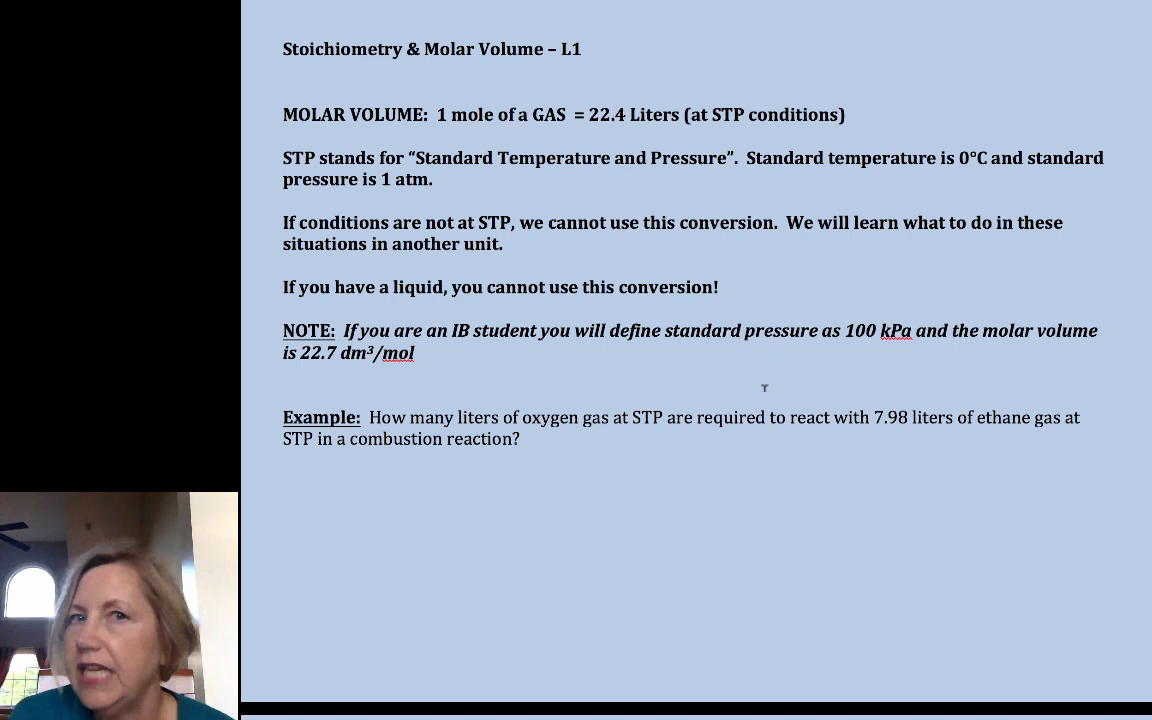 Stoichiometry & Molar Volume – L1
MOLAR VOLUME:  1 mole of a GAS  = 22.4 Liters (at STP conditions)
STP stands for “Standard Temperature and Pressure”.  Standard temperature is 0°C and standard
pressure is 1 atm.
If conditions are not at STP, we cannot use this conversion.  We will learn what to do in these
situations in another unit.
If you have a liquid, you cannot use this conversion!
NOTE:  If you are an IB student you will define standard pressure as 100 kPa and the molar volume
is 22.7 dm³/mol
Example:  How many liters of oxygen gas at STP are required to react with 7.98 liters of ethane gas at
STP in a combustion reaction?